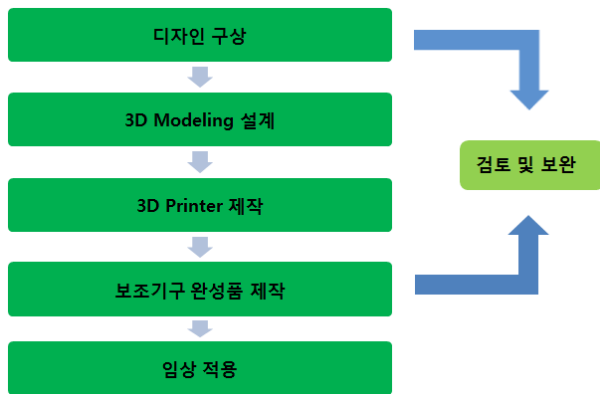 디자인 구상
3D Modeling 설계
검토 및 보완
3D Printer 제작
보조기구 완성품 제작
임상 적용